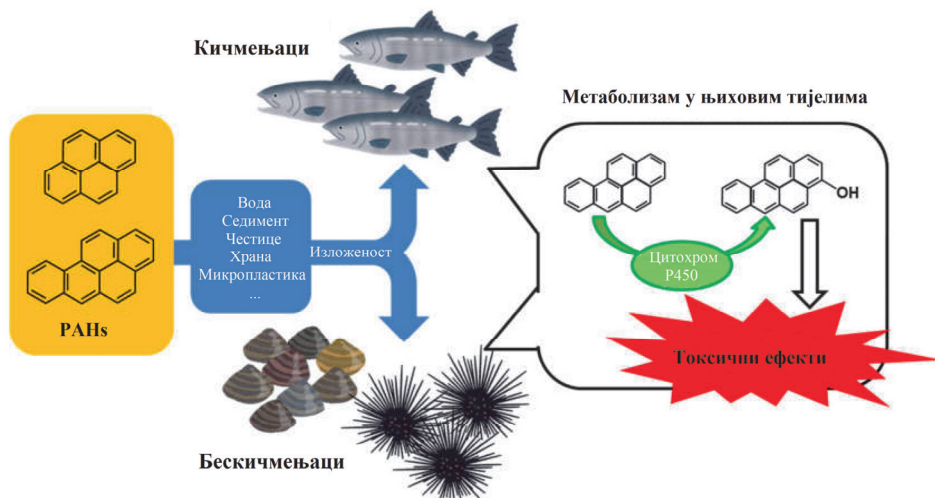 Кичмењаци
Метаболизам у њиховим тијелима
PAHs
Вода
Седимент
Честице
Храна
Микропластика
...
Изложеност
OH
Цитохром
P450
Токсични ефекти
Бескичмењаци